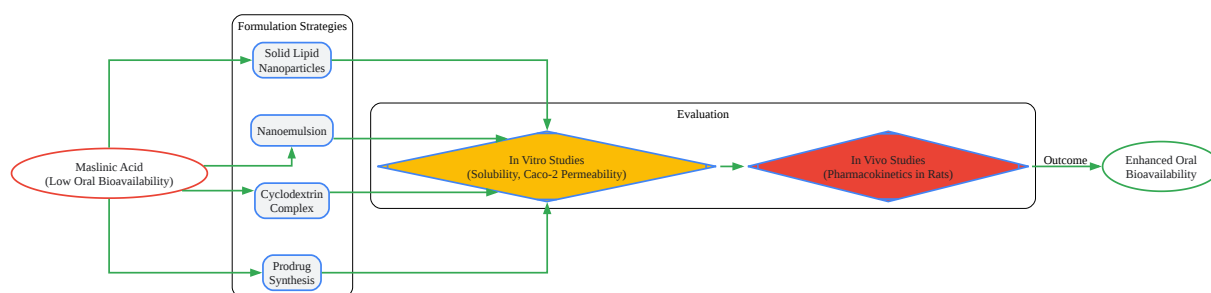 Formulation Strategies
Solid Lipid
Nanoparticles
Nanoemulsion
Maslinic Acid
(Low Oral Bioavailability)
Cyclodextrin
Complex
Prodrug
Synthesis
Evaluation
In Vitro Studies
(Solubility, Caco-2 Permeability)
In Vivo Studies
(Pharmacokinetics in Rats)
Outcome
Enhanced Oral
Bioavailability